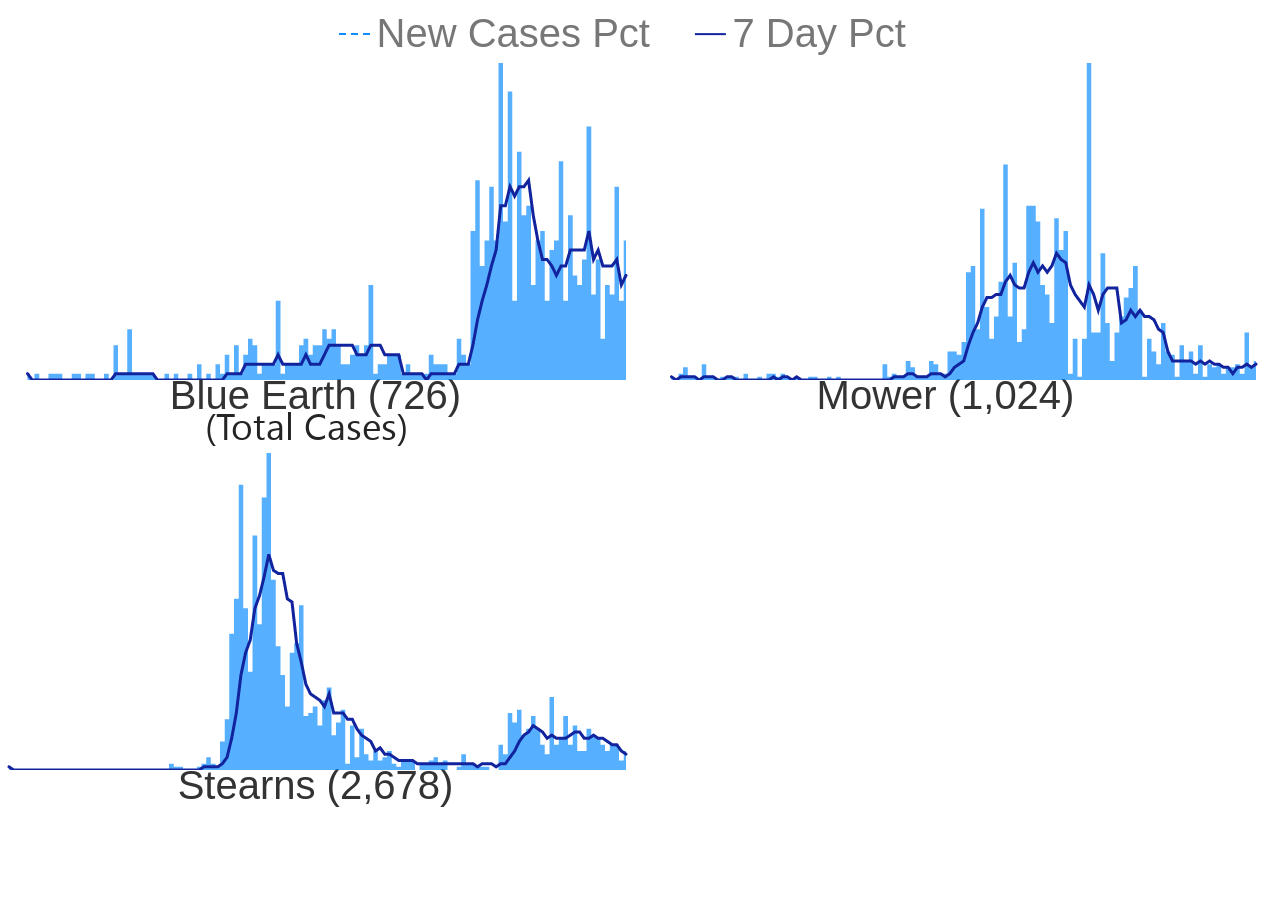 New Cases Pct 7 Day Pct
Blue Earth (726)
(Total Cases)
Mower (1,024)
Stearns (2,678)